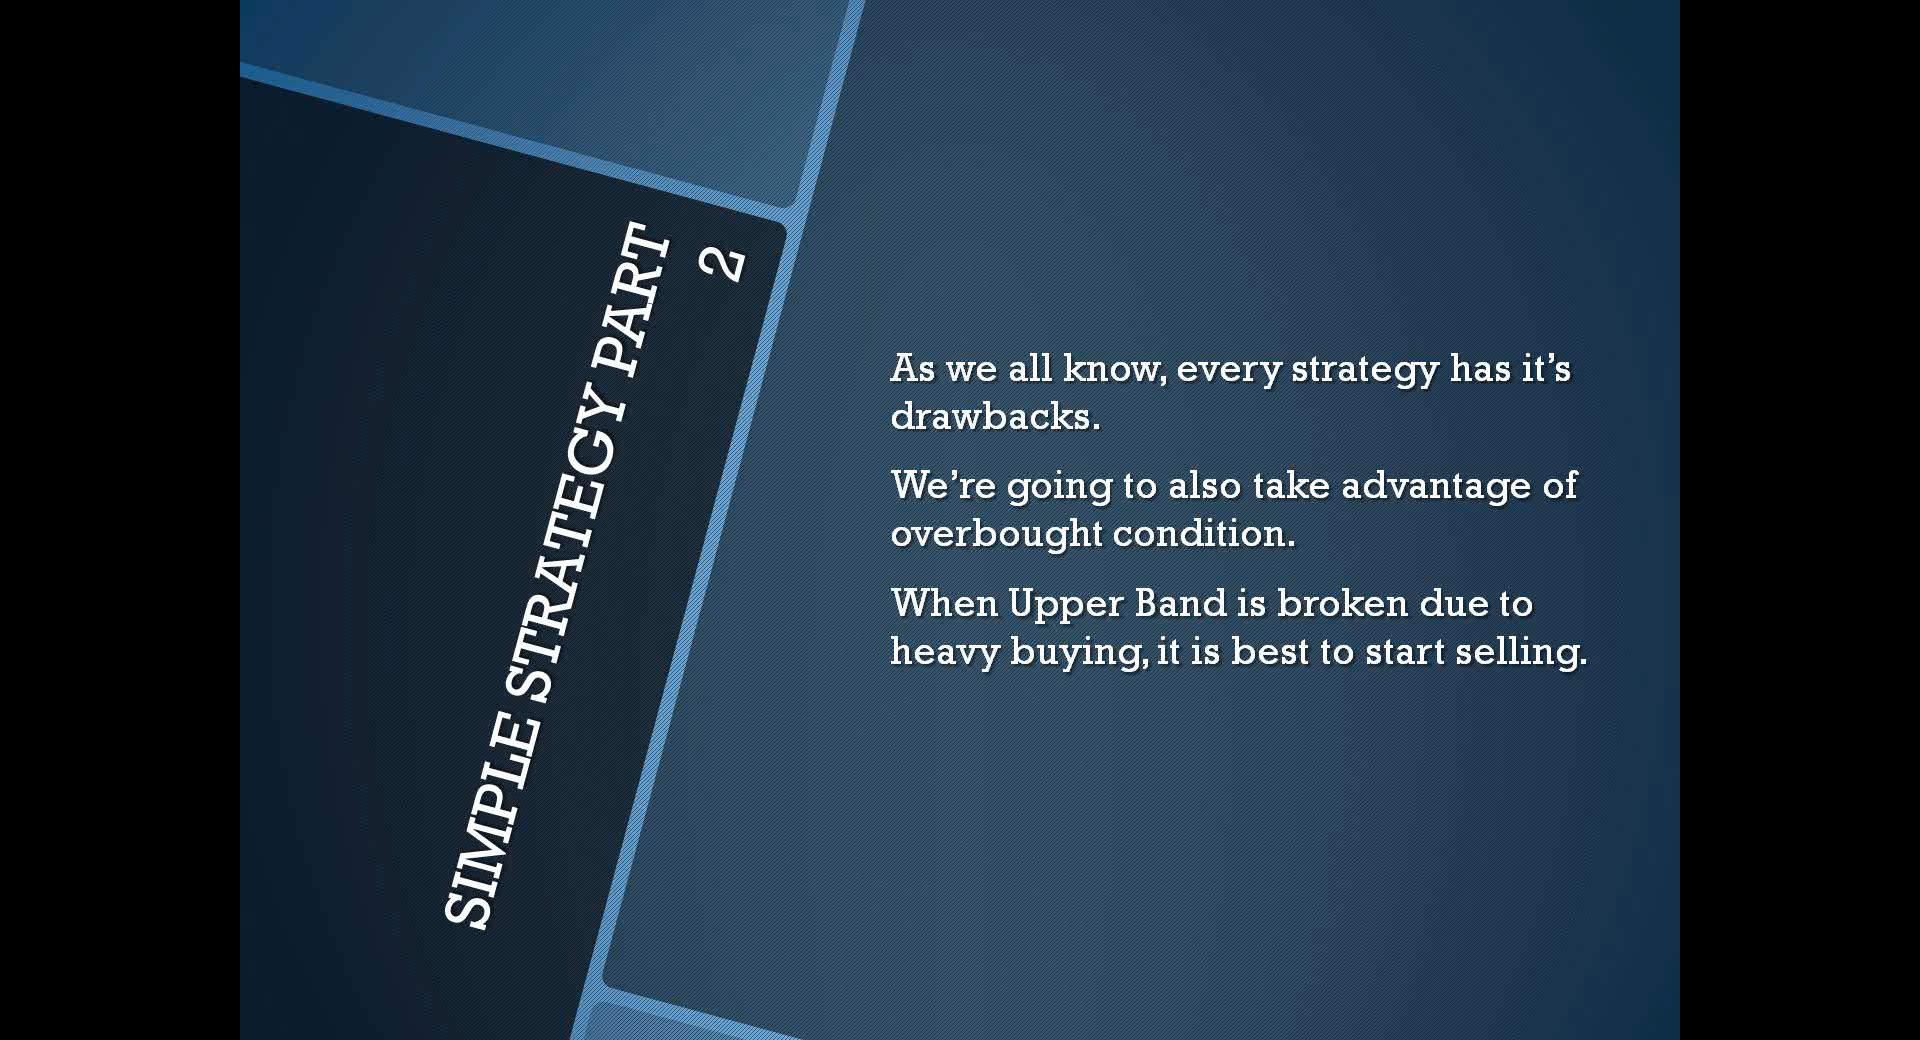 SIMPLE STRATEGY PART
2
As we all know, every strategy has it’s
drawbacks.
We’re going to also take advantage of
overbought condition.
When Upper Band is broken due to
heavy buying, it is best to start selling.